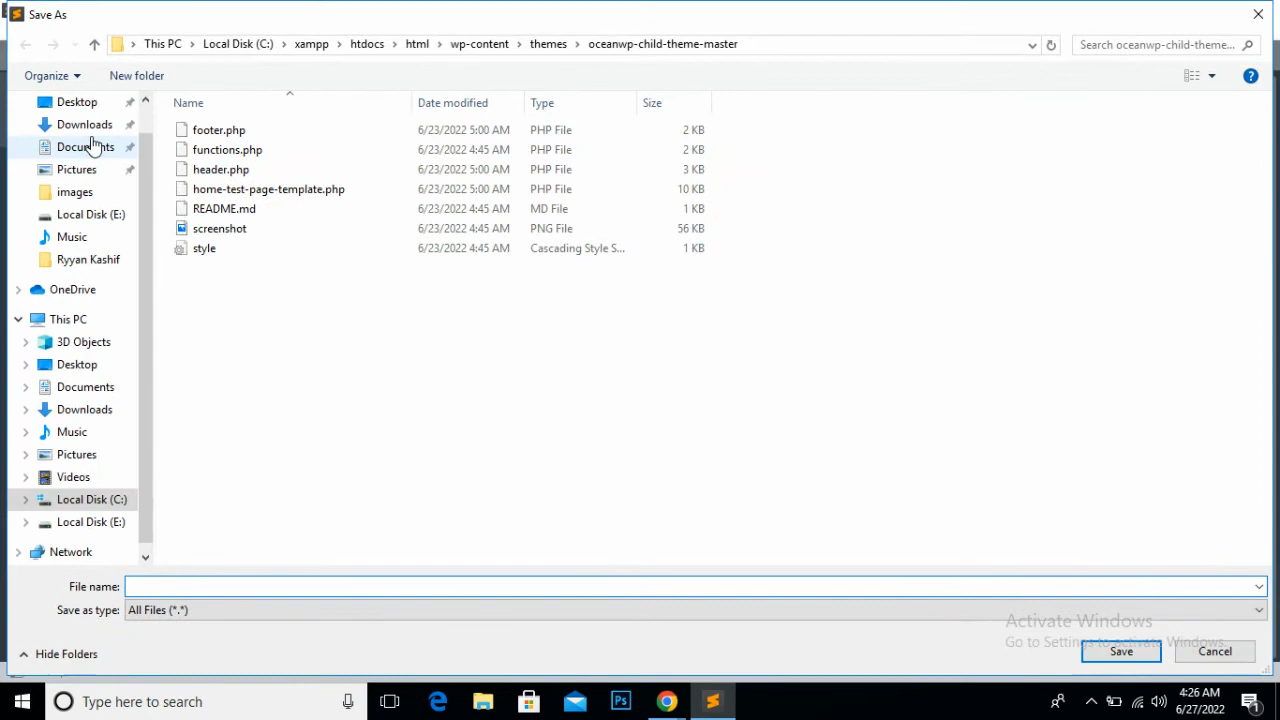 Save As
This PC
Local Disk (C:)
xampp
htdocs
html
wp-content
themes
oceanwp-child-theme-master
Search oceanwp-child-theme...
Organize
New folder
Name
Date modified
Type
Size
footer.php 6/23/2022 5:00 AM PHP File 2 KB
functions.php 6/23/2022 4:45 AM PHP File 2 KB
header.php 6/23/2022 5:00 AM PHP File 3 KB
home-test-page-template.php 6/23/2022 5:00 AM PHP File 10 KB
README.md 6/23/2022 4:45 AM MD File 1 KB
screenshot 6/23/2022 4:45 AM PNG File 56 KB
style 6/23/2022 4:45 AM Cascading Style S... 1 KB
Desktop
Downloads
Documents
Pictures
images
Local Disk (E:)
Music
Ryyan Kashif
OneDrive
This PC
3D Objects
Desktop
Documents
Downloads
Music
Pictures
Videos
Local Disk (C:)
Local Disk (E:)
Network
File name:
Save as type: All Files (*.*)
Activate Windows
Go to Settings to activate Windows.
Hide Folders
Save
Cancel
Type here to search
4:26 AM
6/27/2022
1